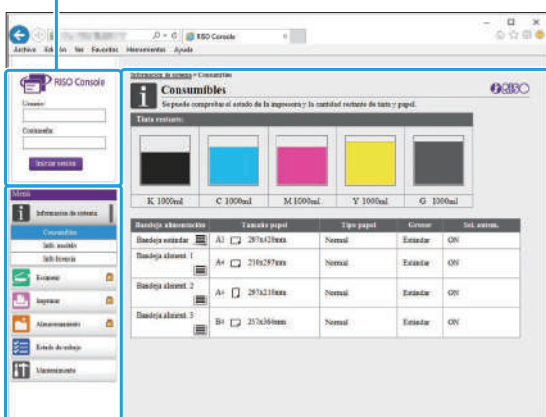 RISO Console
Archivo Edición Ver Favoritos Herramientas Ayuda
RISO Console
Usuario:
Contraseña:
Iniciar sesión
Menú
Información de sistema
Consumibles
Inf. usuario
Inf. licencia
Escanear
Imprimir
Almacenamiento
Estado de trabajo
Mantenimiento
Información de sistema > Consumibles
Consumibles
RISO
Se puede comprobar el estado de la impresora y la cantidad restante de tinta y papel.
Tinta restante:
K 1000ml C 1000ml M 1000ml Y 1000ml G 1000ml
Bandeja alimentación Tamaño papel Tipo papel Grosor Sel. autom.
Bandeja estándar A3 297x420mm Normal Estándar ON
Bandeja aliment. 1 A4 210x297mm Normal Estándar ON
Bandeja aliment. 2 A4 297x210mm Normal Estándar ON
Bandeja aliment. 3 B4 257x364mm Normal Estándar ON